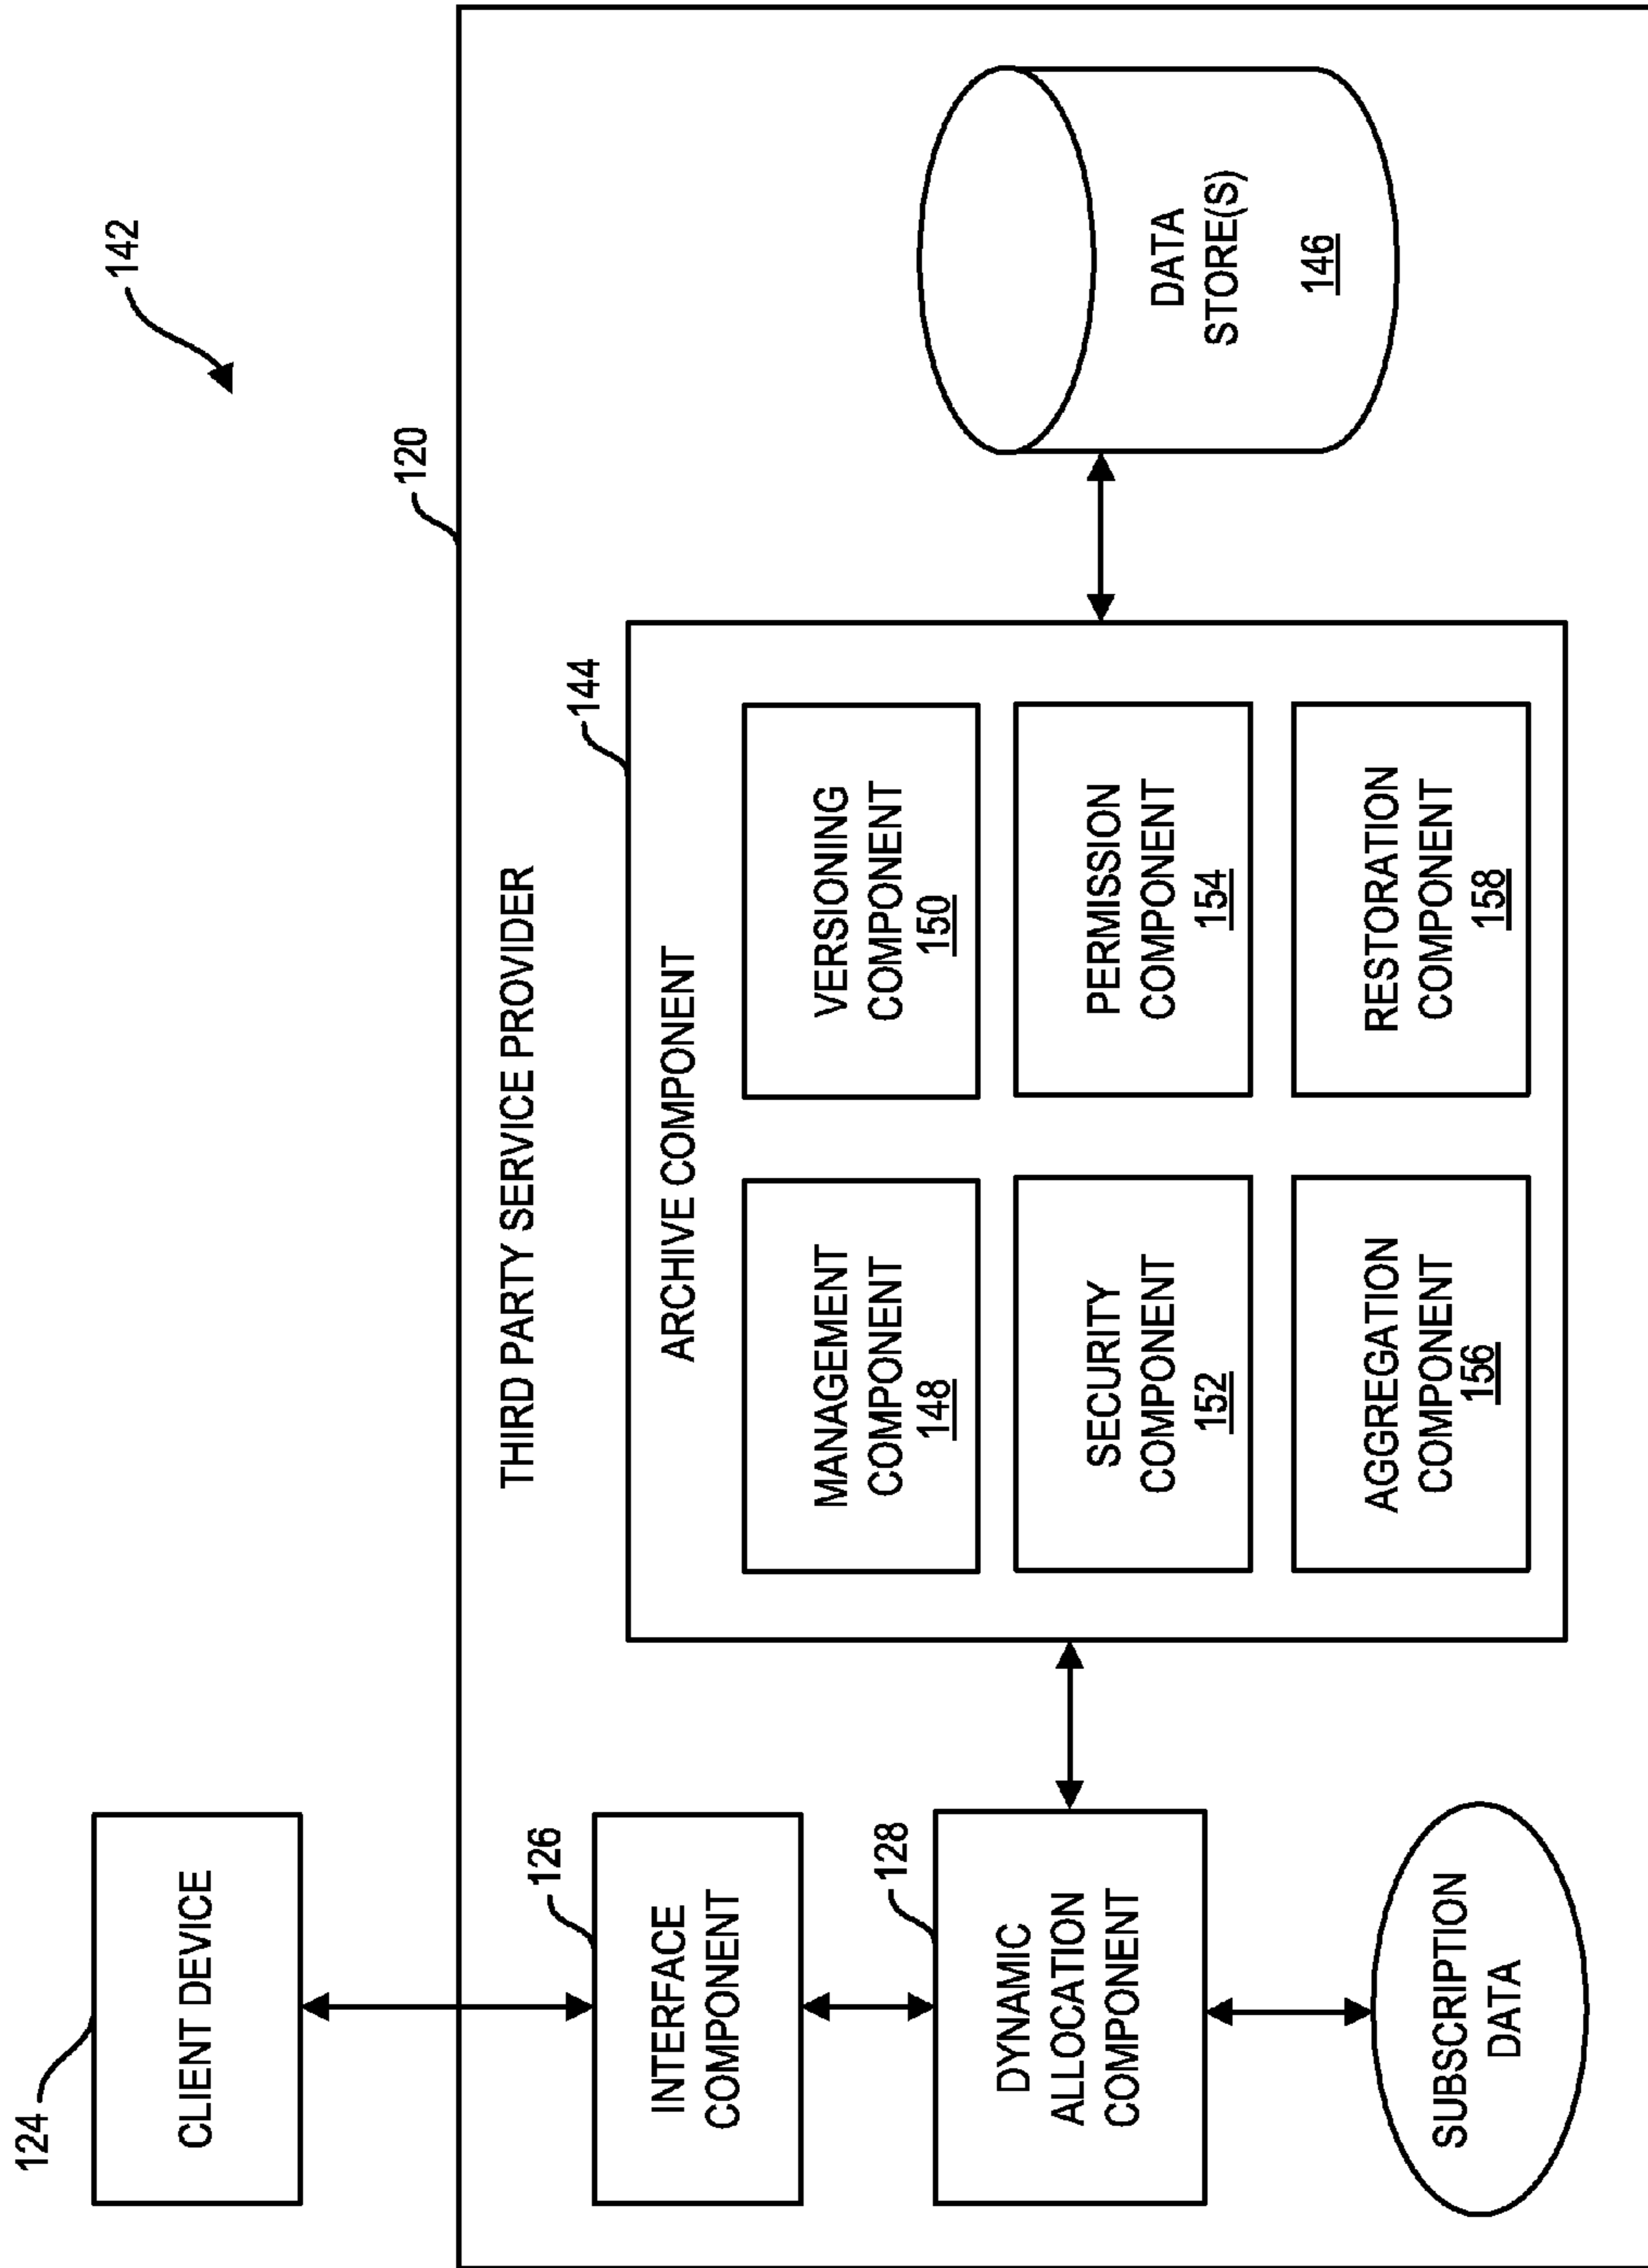 142
124
CLIENT DEVICE
120
THIRD PARTY SERVICE PROVIDER
126
INTERFACE
COMPONENT
144
ARCHIVE COMPONENT
MANAGEMENT
COMPONENT
148
VERSIONING
COMPONENT
150
128
DYNAMIC
ALLOCATION
COMPONENT
SECURITY
COMPONENT
152
PERMISSION
COMPONENT
154
DATA
STORE(S)
146
AGGREGATION
COMPONENT
156
RESTORATION
COMPONENT
158
SUBSCRIPTION
DATA